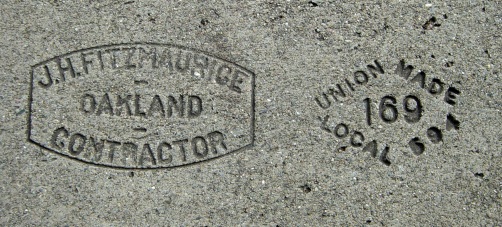 J.H. FITZMAURICE
–
OAKLAND
–
CONTRACTOR
UNION MADE
169
LOCAL 594